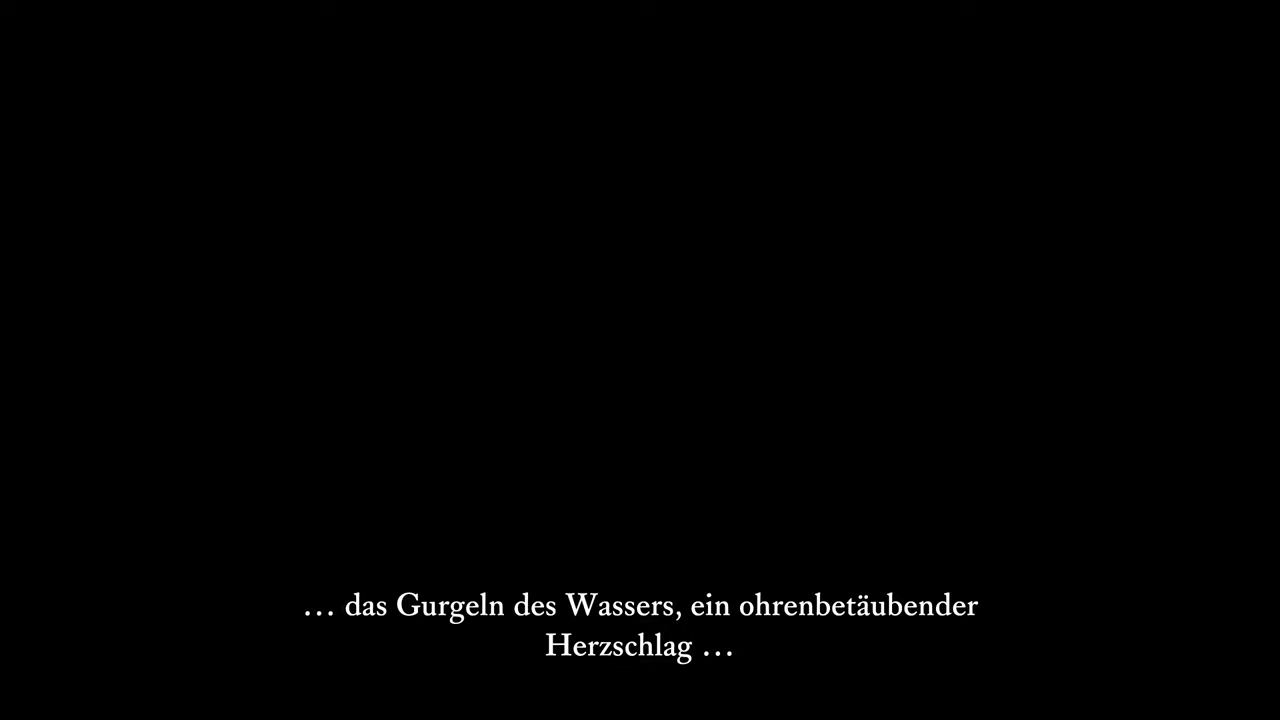 … das Gurgeln des Wassers, ein ohrenbetäubender
Herzschlag …